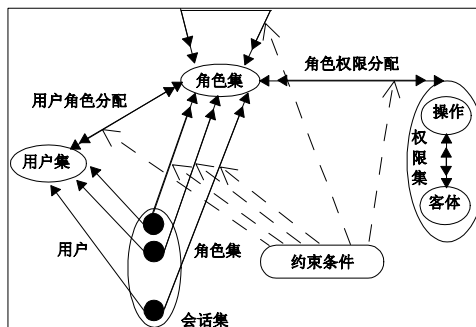 角色集
角色权限分配
用户角色分配
操作
权限集
用户集
客体
用户
角色集
约束条件
会话集